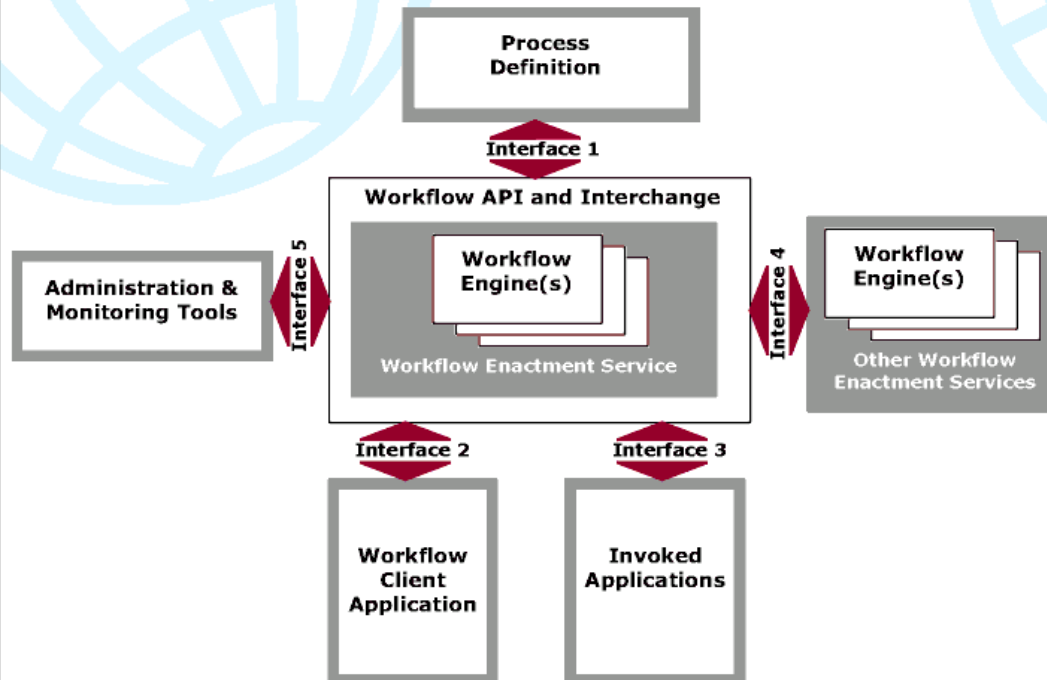 Process
Definition
Interface 1
Workflow API and Interchange
Workflow
Engine(s)
Workflow Enactment Service
Interface 5
Administration &
Monitoring Tools
Interface 4
Workflow
Engine(s)
Other Workflow
Enactment Services
Interface 2
Interface 3
Workflow
Client
Application
Invoked
Applications